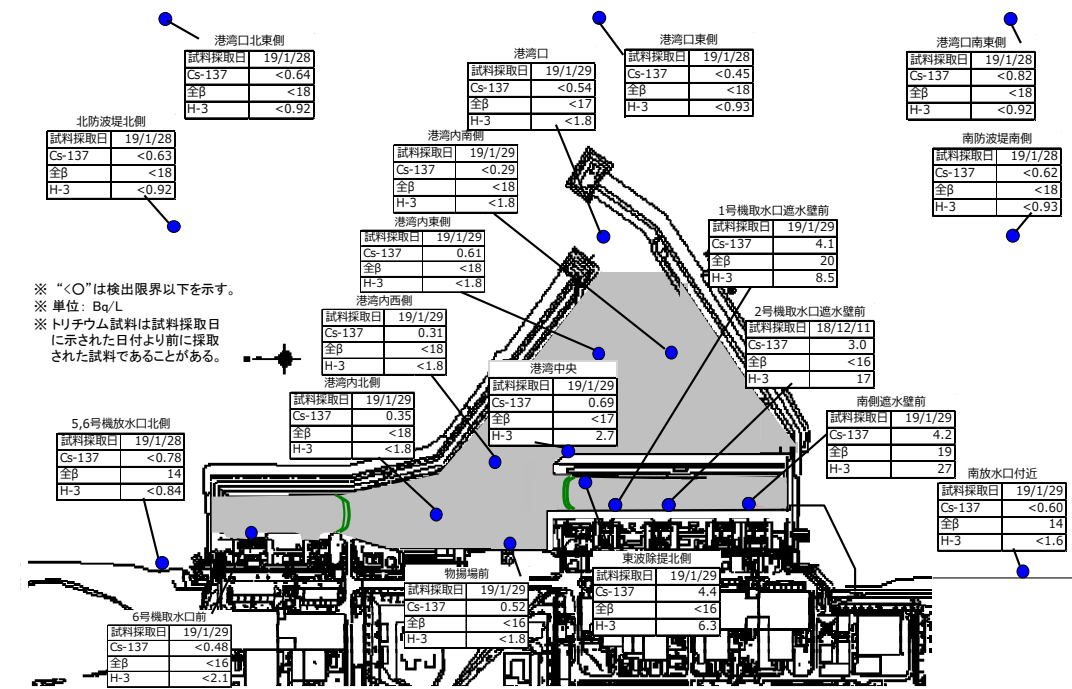 港湾口北東側
試料採取日 19/1/28
Cs-137 <0.64
全β <18
H-3 <0.92
港湾口
試料採取日 19/1/29
Cs-137 <0.54
全β <17
H-3 <1.8
港湾口東側
試料採取日 19/1/28
Cs-137 <0.45
全β <18
H-3 <0.93
港湾口南東側
試料採取日 19/1/28
Cs-137 <0.82
全β <18
H-3 <0.92
北防波堤北側
試料採取日 19/1/28
Cs-137 <0.63
全β <18
H-3 <0.92
港湾内南側
試料採取日 19/1/29
Cs-137 <0.29
全β <18
H-3 <1.8
南防波堤南側
試料採取日 19/1/28
Cs-137 <0.62
全β <18
H-3 <0.93
港湾内東側
試料採取日 19/1/29
Cs-137 0.61
全β <18
H-3 <1.8
1号機取水口遮水壁前
試料採取日 19/1/29
Cs-137 4.1
全β 20
H-3 8.5
※ “<〇”は検出限界以下を示す。
※ 単位: Bq/L
※ トリチウム試料は試料採取日
に示された日付より前に採取
された試料であることがある。
港湾内西側
試料採取日 19/1/29
Cs-137 0.31
全β <18
H-3 <1.8
2号機取水口遮水壁前
試料採取日 18/12/11
Cs-137 3.0
全β <16
H-3 17
港湾中央
試料採取日 19/1/29
Cs-137 0.69
全β <17
H-3 2.7
港湾内北側
試料採取日 19/1/29
Cs-137 0.35
全β <18
H-3 <1.8
南側遮水壁前
試料採取日 19/1/29
Cs-137 4.2
全β 19
H-3 27
5,6号機放水口北側
試料採取日 19/1/28
Cs-137 <0.78
全β 14
H-3 <0.84
南放水口付近
試料採取日 19/1/29
Cs-137 <0.60
全β 14
H-3 <1.6
東波除提北側
試料採取日 19/1/29
Cs-137 4.4
全β <16
H-3 6.3
物揚場前
試料採取日 19/1/29
Cs-137 0.52
全β <16
H-3 <1.8
6号機取水口前
試料採取日 19/1/29
Cs-137 <0.48
全β <16
H-3 <2.1